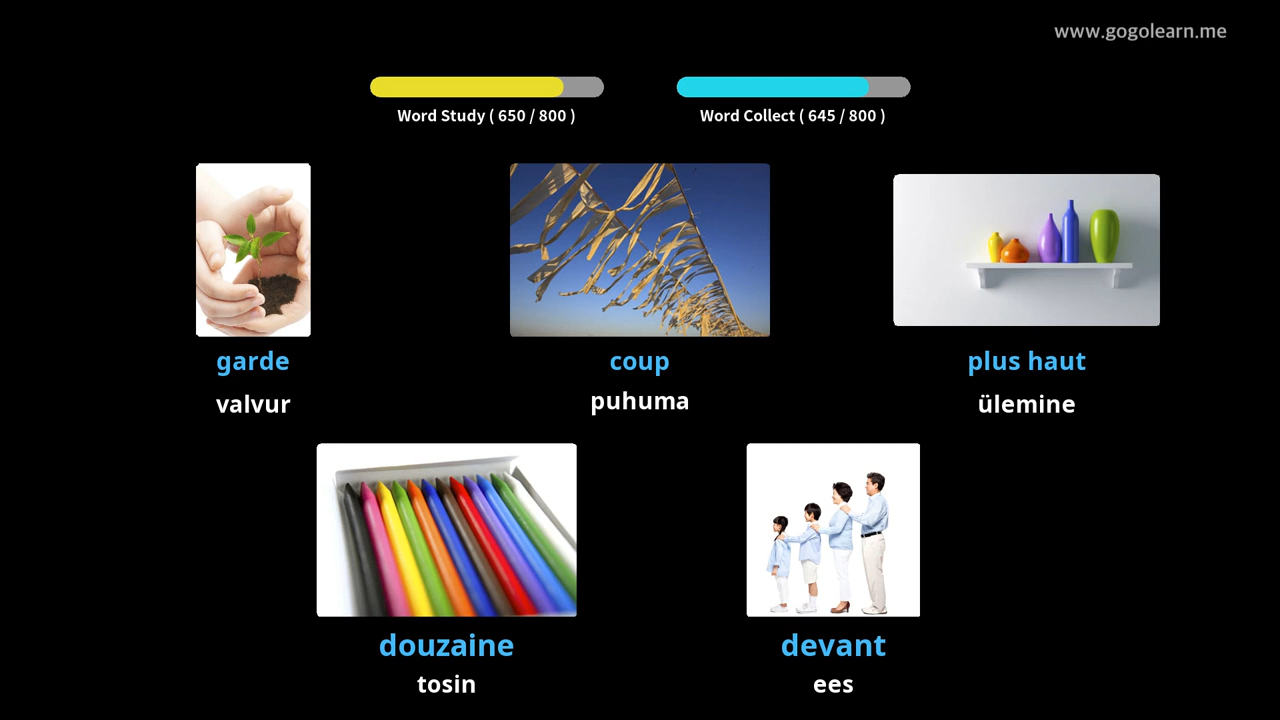 www.gogolearn.me
Word Study ( 650 / 800 )
Word Collect ( 645 / 800 )
garde
valvur
coup
puhuma
plus haut
ülemine
douzaine
tosin
devant
ees